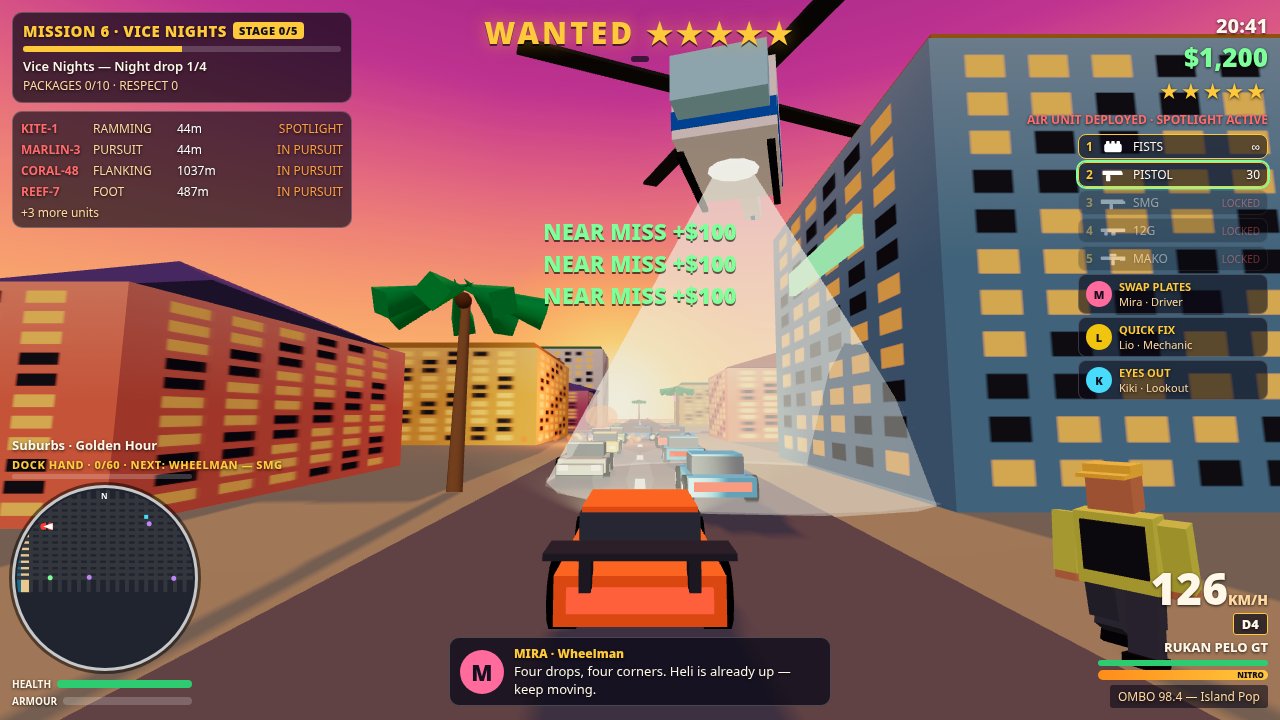 MISSION 6 · VICE NIGHTS STAGE 0/5
Vice Nights — Night drop 1/4
PACKAGES 0/10 · RESPECT 0
KITE-1 RAMMING 44m SPOTLIGHT
MARLIN-3 PURSUIT 44m IN PURSUIT
CORAL-48 FLANKING 1037m IN PURSUIT
REEF-7 FOOT 487m IN PURSUIT
+3 more units
WANTED ★★★★★
20:41
$1,200
★★★★★
AIR UNIT DEPLOYED · SPOTLIGHT ACTIVE
1 FISTS ∞
2 PISTOL 30
3 SMG LOCKED
4 12G LOCKED
5 MAKO LOCKED
M SWAP PLATES
Mira · Driver
L QUICK FIX
Lio · Mechanic
K EYES OUT
Kiki · Lookout
NEAR MISS +$100
NEAR MISS +$100
NEAR MISS +$100
Suburbs · Golden Hour
DOCK HAND · 0/60 · NEXT: WHEELMAN — SMG
N
HEALTH
ARMOUR
M
MIRA · Wheelman
Four drops, four corners. Heli is already up —
keep moving.
126 KM/H
D4
RUKAN PELO GT
NITRO
OMBO 98.4 — Island Pop